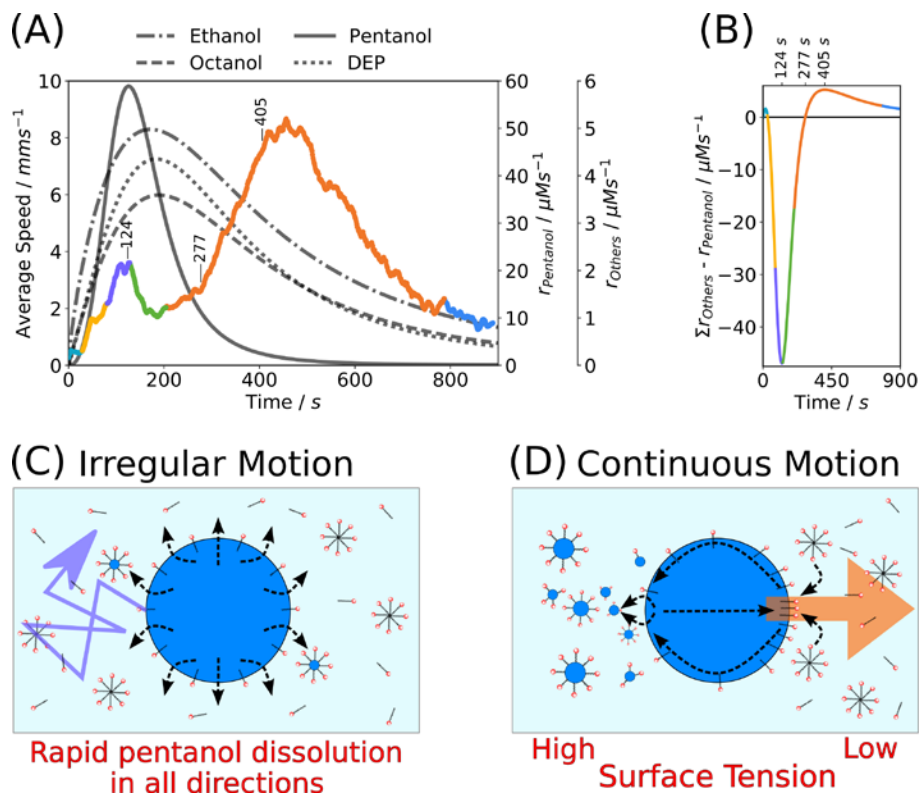 (A)
Ethanol
Pentanol
Octanol
DEP
10
8
6
4
2
0
Average Speed / mms⁻¹
124
277
405
0
200
400
600
800
Time / s
60
50
40
30
20
10
0
r_Pentanol / μMs⁻¹
6
5
4
3
2
1
0
r_Others / μMs⁻¹
(B)
124 s
277 s
405 s
0
−10
−20
−30
−40
Σr_Others - r_Pentanol / μMs⁻¹
0
450
900
Time / s
(C) Irregular Motion
Rapid pentanol dissolution
in all directions
(D) Continuous Motion
High
Low
Surface Tension